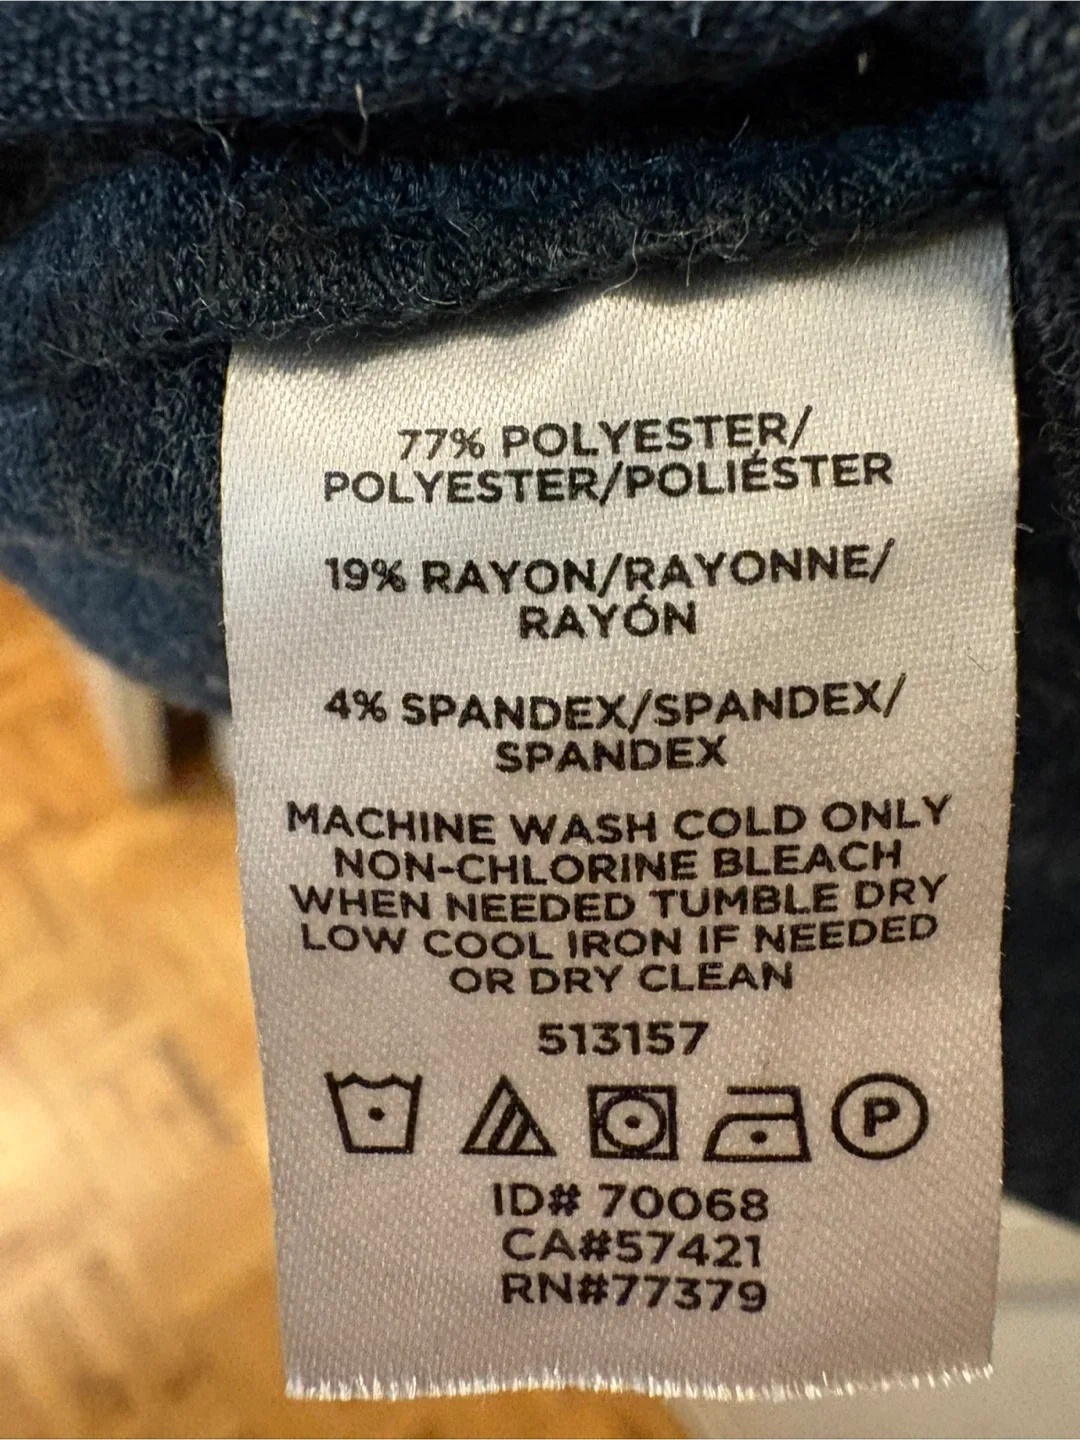 77% POLYESTER/
POLYESTER/POLIÉSTER
19% RAYON/RAYONNE/
RAYÓN
4% SPANDEX/SPANDEX/
SPANDEX
MACHINE WASH COLD ONLY
NON-CHLORINE BLEACH
WHEN NEEDED TUMBLE DRY
LOW COOL IRON IF NEEDED
OR DRY CLEAN
513157
P
ID# 70068
CA#57421
RN#77379